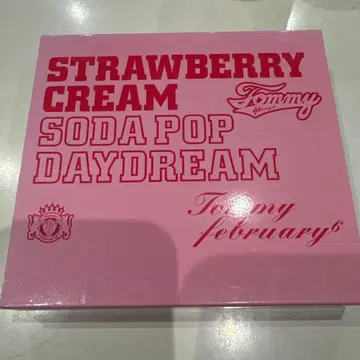 STRAWBERRY
CREAM
Tommy
SODA POP
DAYDREAM
Tommy
february6